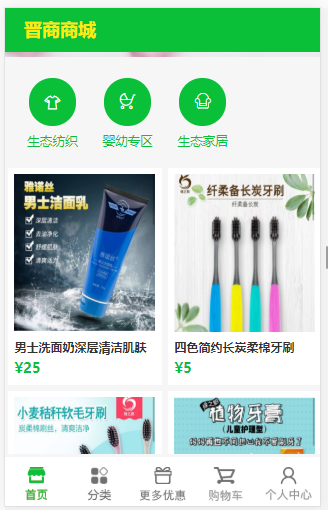 晋商商城
生态纺织
婴幼专区
生态家居
雅诺丝
男士洁面乳
深层清洁
去油净化
舒缓肌肤
清爽活力
纤柔备长炭牙刷
男士洗面奶深层清洁肌肤
¥25
四色简约长炭柔棉牙刷
¥5
小麦秸秆软毛牙刷
炭柔棉刷丝，清爽洁净
植物牙膏
（儿童护理型）
首页
分类
更多优惠
购物车
个人中心